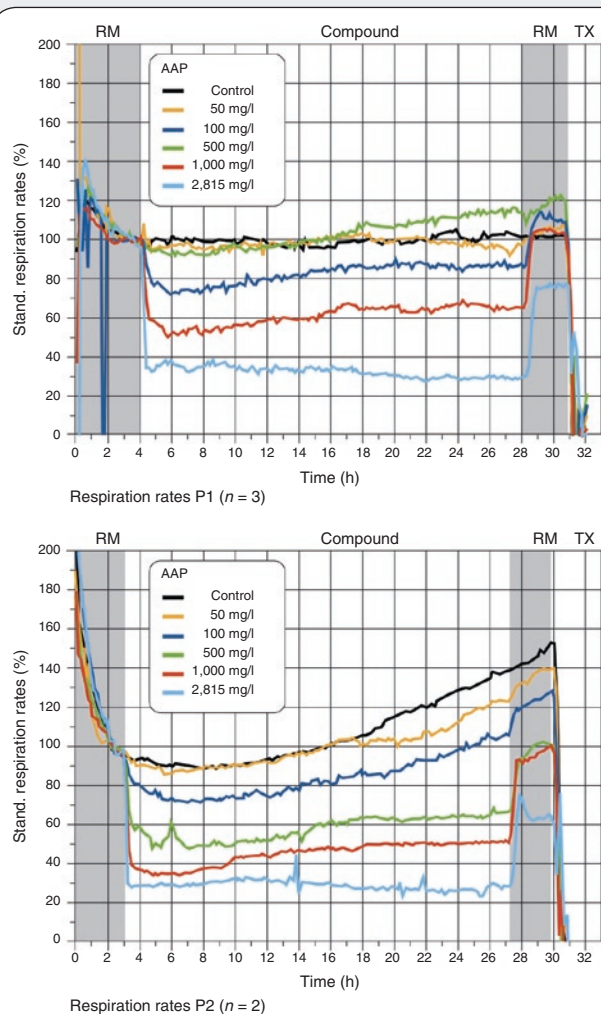 RM Compound RM TX
200
180
160
140
120
100
80
60
40
20
0
Stand. respiration rates (%)
AAP
Control
50 mg/l
100 mg/l
500 mg/l
1,000 mg/l
2,815 mg/l
0 2 4 6 8 10 12 14 16 18 20 22 24 26 28 30 32
Time (h)
Respiration rates P1 (n = 3)
RM Compound RM TX
200
180
160
140
120
100
80
60
40
20
0
Stand. respiration rates (%)
AAP
Control
50 mg/l
100 mg/l
500 mg/l
1,000 mg/l
2,815 mg/l
0 2 4 6 8 10 12 14 16 18 20 22 24 26 28 30 32
Time (h)
Respiration rates P2 (n = 2)